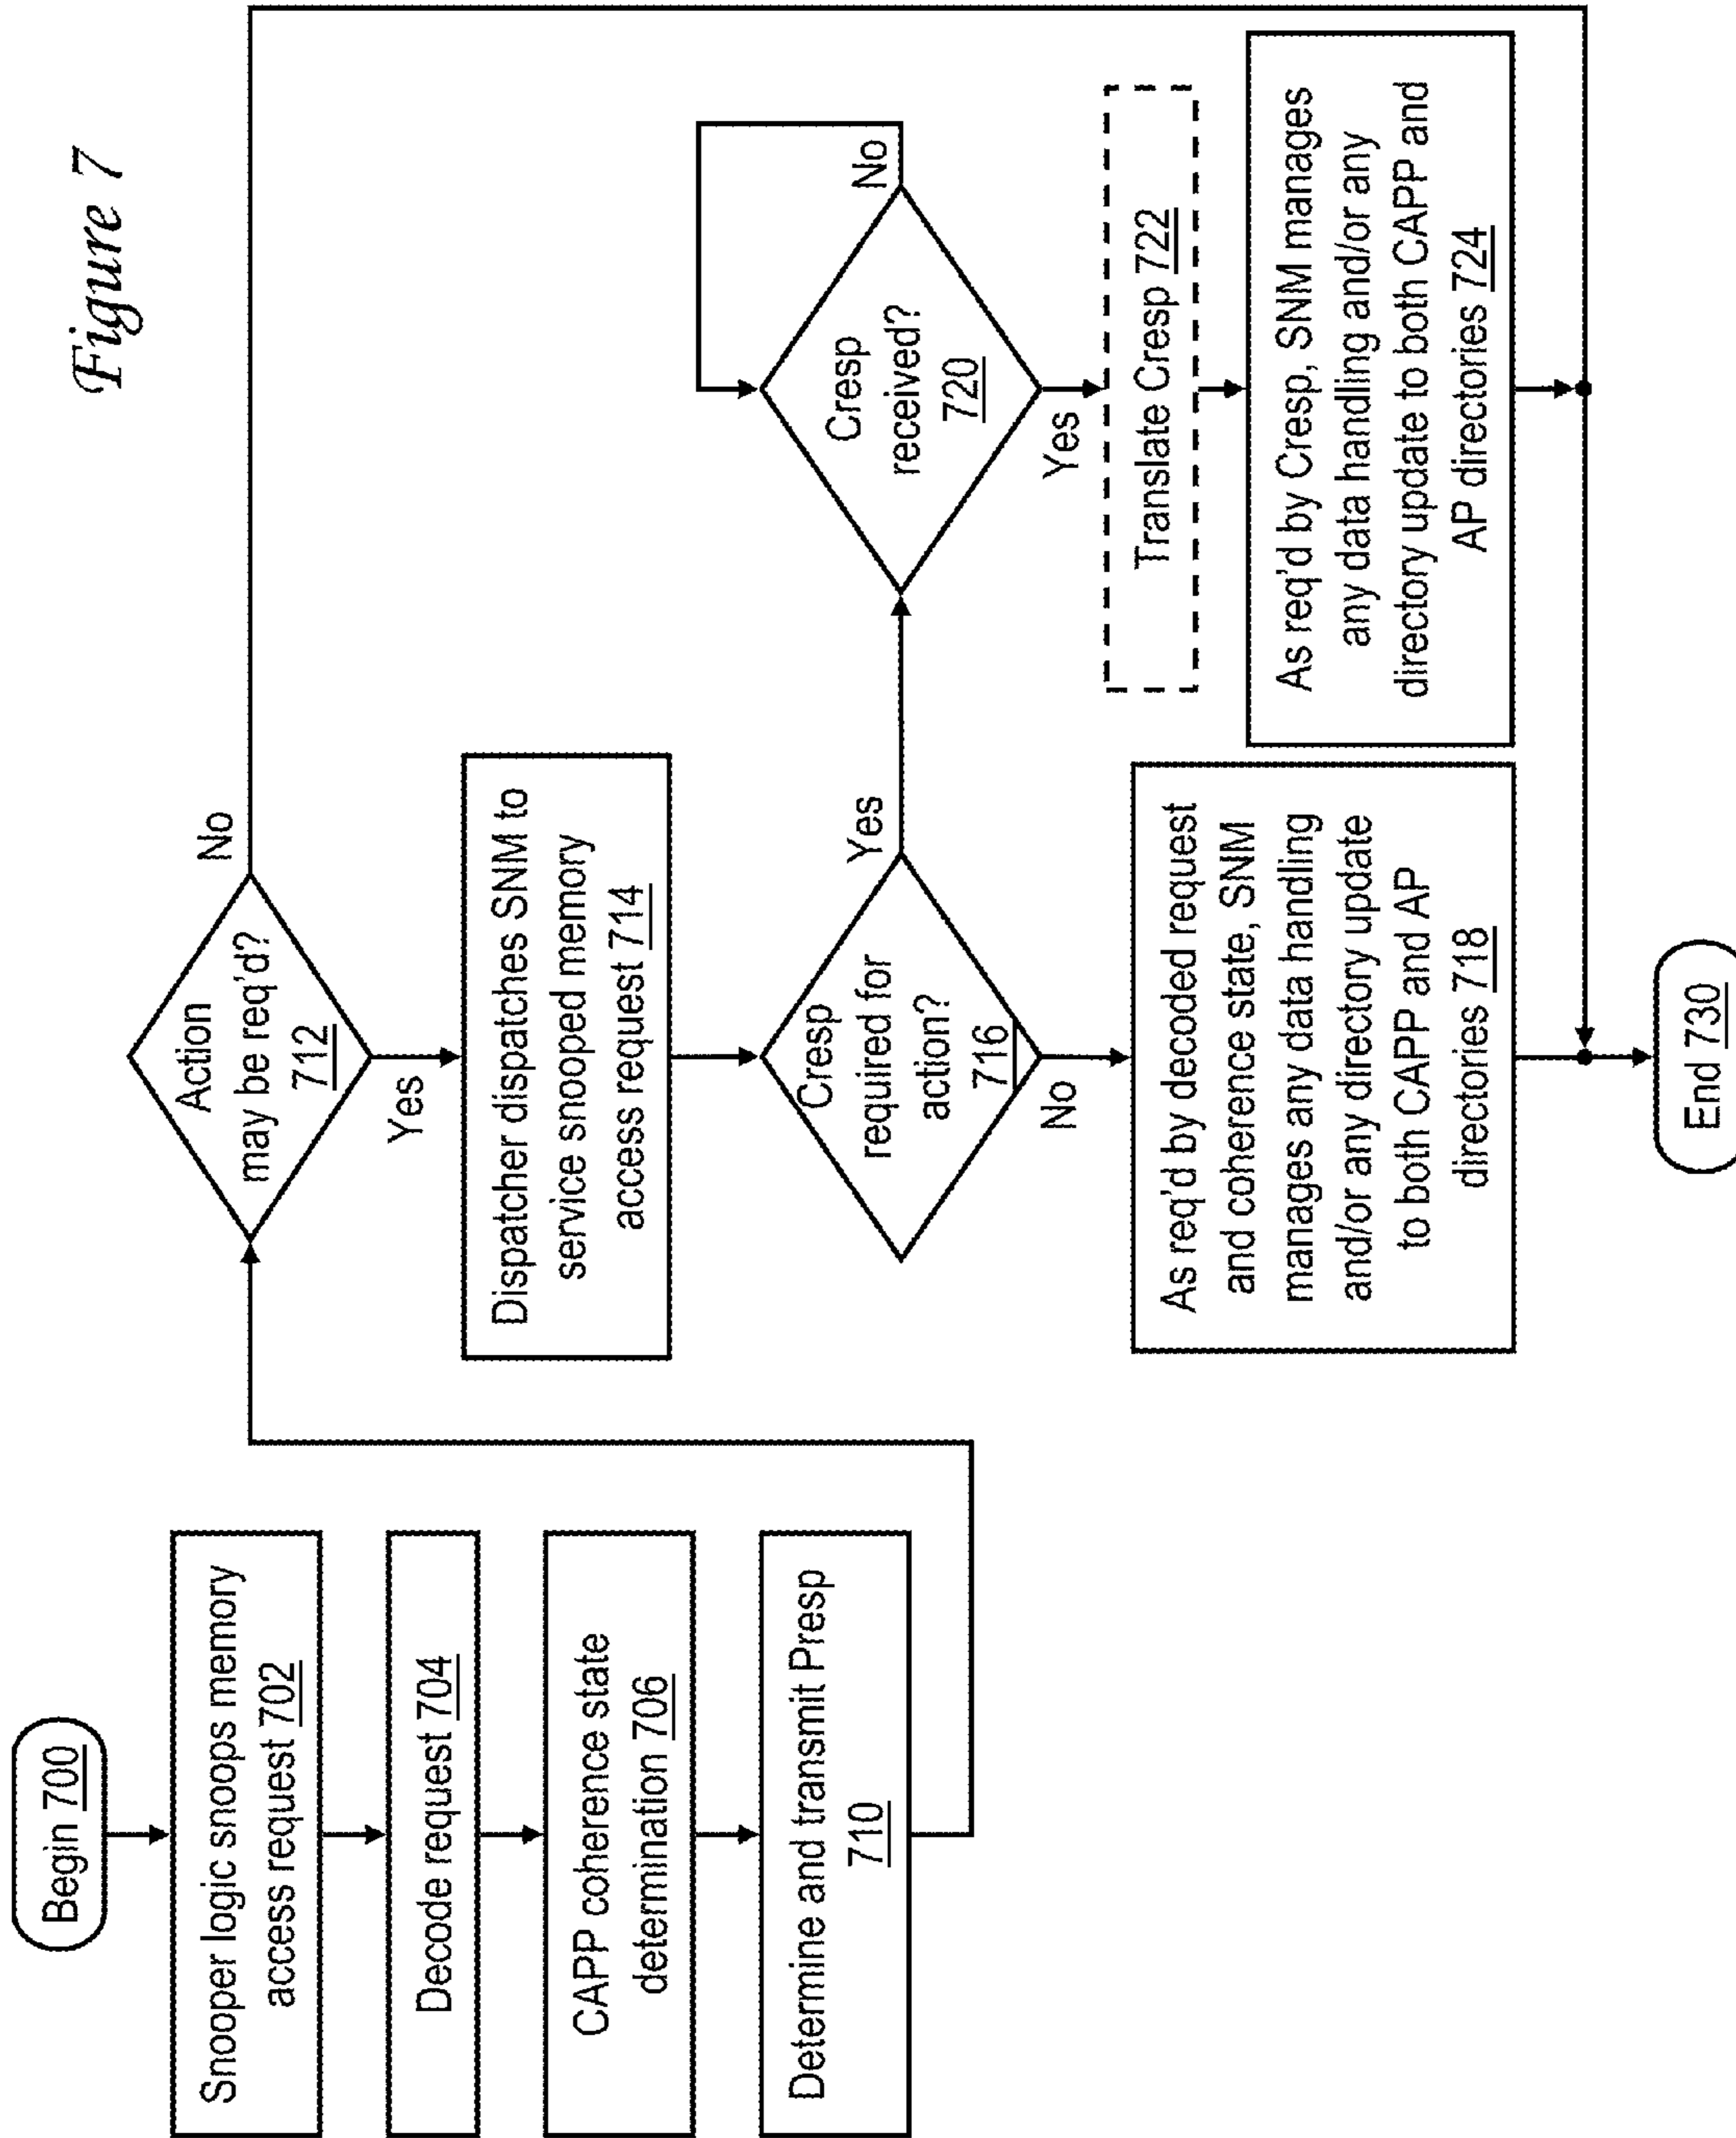 Figure 7
Begin 700
Snooper logic snoops memory
access request 702
Decode request 704
CAPP coherence state
determination 706
Determine and transmit Presp
710
Action
may be req'd?
712
No
Yes
Dispatcher dispatches SNM to
service snooped memory
access request 714
Cresp
required for
action?
716
Yes
No
As req'd by decoded request
and coherence state, SNM
manages any data handling
and/or any directory update
to both CAPP and AP
directories 718
Cresp
received?
720
No
Yes
Translate Cresp 722
As req'd by Cresp, SNM manages
any data handling and/or any
directory update to both CAPP and
AP directories 724
End 730